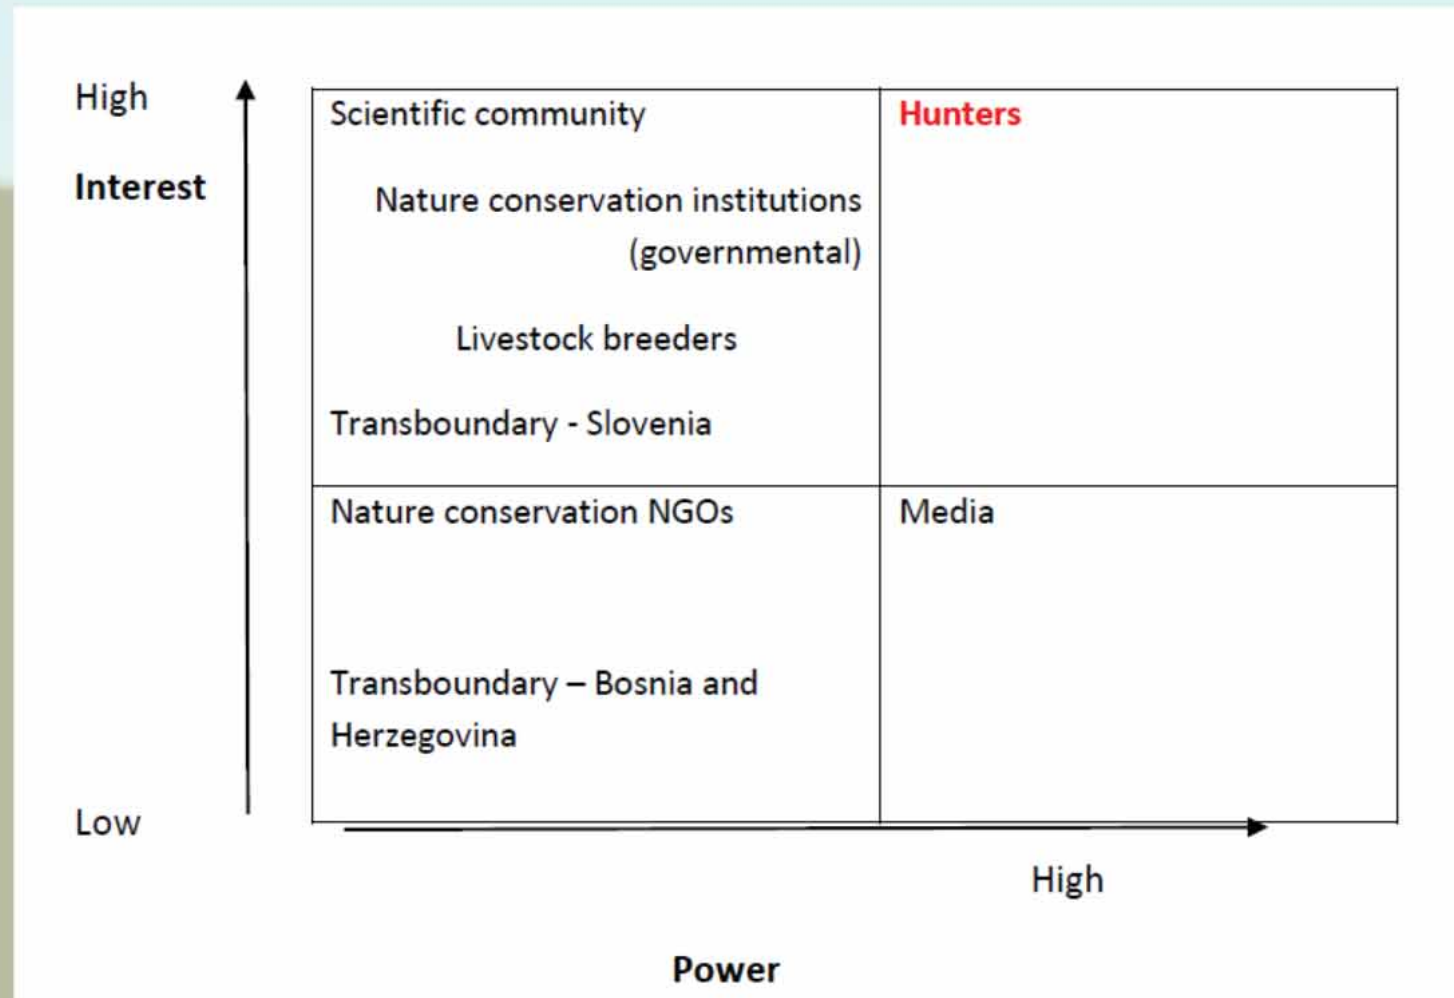 High
Interest
Low
Scientific community
Nature conservation institutions
(governmental)
Livestock breeders
Transboundary - Slovenia
Hunters
Nature conservation NGOs
Transboundary – Bosnia and
Herzegovina
Media
High
Power